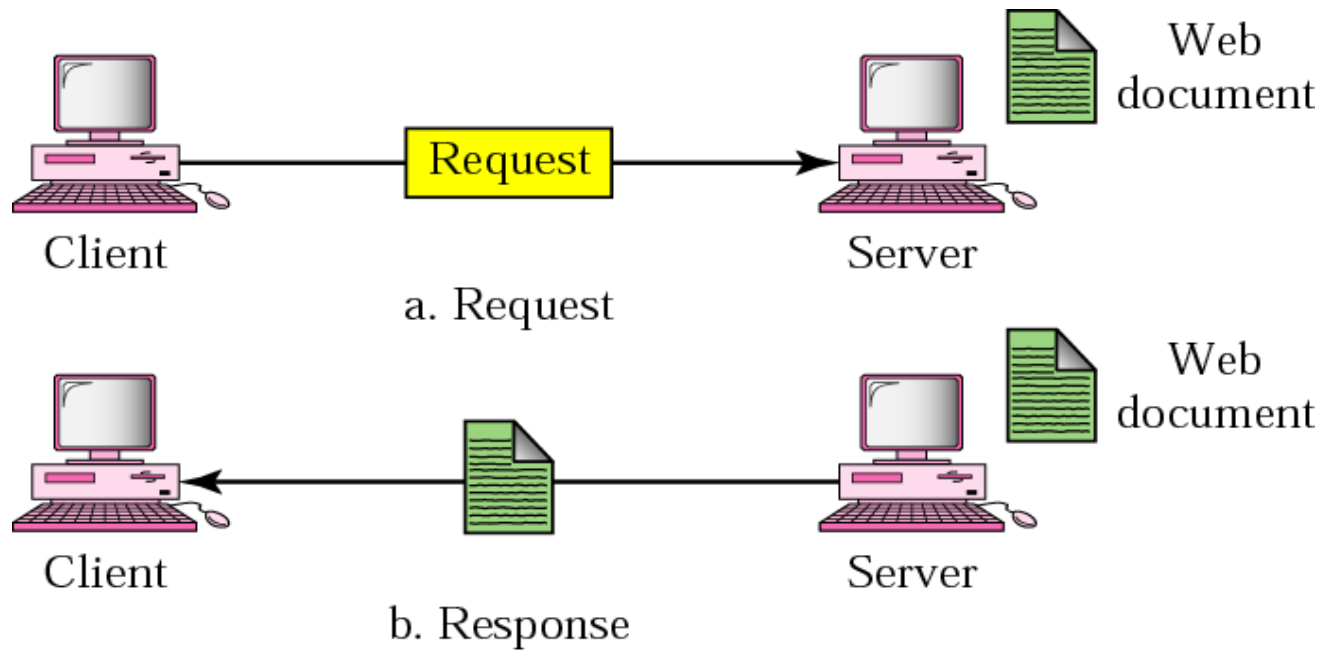 Web
document
Request
Client
Server
a. Request
Web
document
Client
Server
b. Response